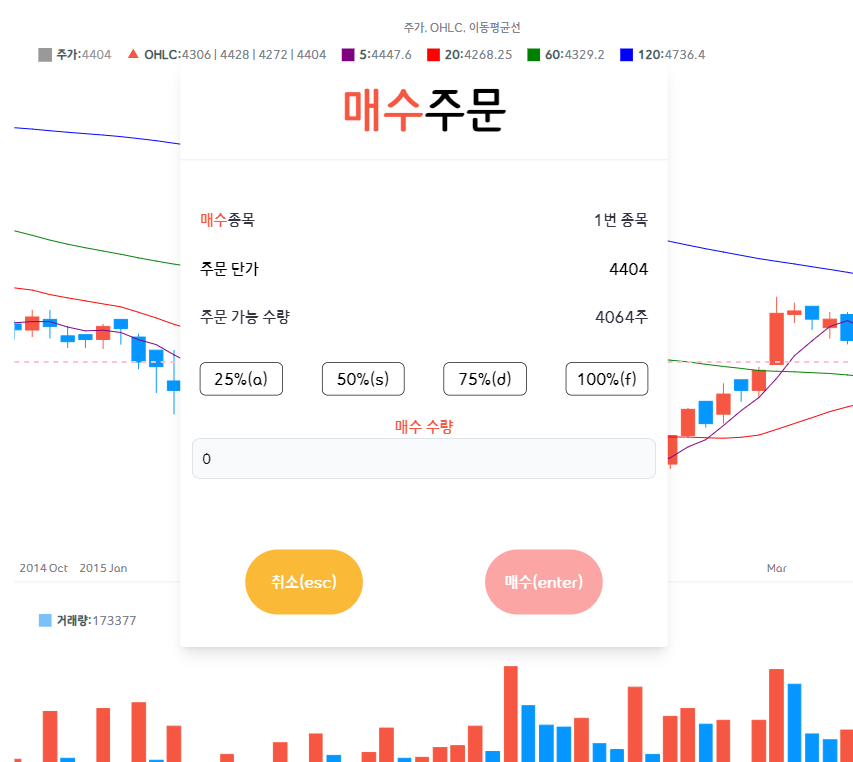 주가, OHLC, 이동평균선
주가:4404 OHLC:4306 | 4428 | 4272 | 4404 5:4447.6 20:4268.25 60:4329.2 120:4736.4
매수주문
매수종목 1번 종목
주문 단가 4404
주문 가능 수량 4064주
25%(a) 50%(s) 75%(d) 100%(f)
매수 수량
0
취소(esc) 매수(enter)
2014 Oct 2015 Jan Mar
거래량:173377